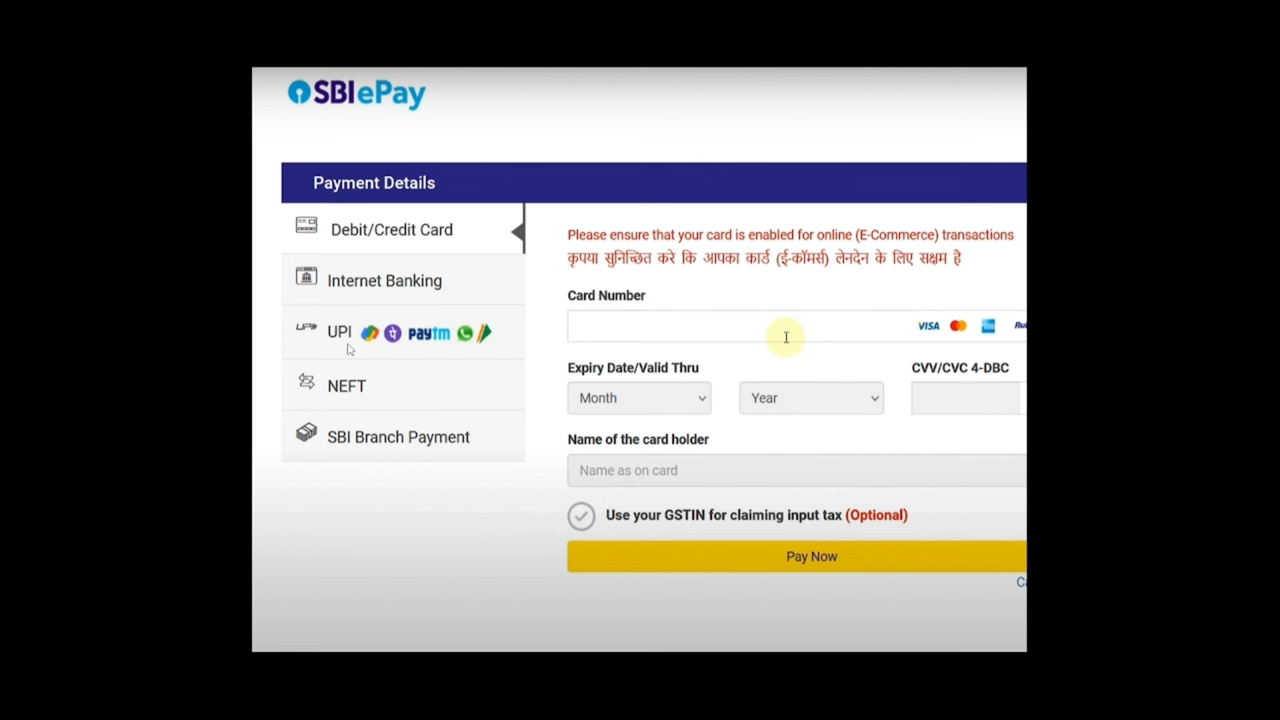 SBI ePay
Payment Details
Debit/Credit Card
Internet Banking
UPI UPI paytm
NEFT
SBI Branch Payment
Please ensure that your card is enabled for online (E-Commerce) transactions
कृपया सुनिच्छित करे कि आपका कार्ड (ई-कॉमर्स) लेनदेन के लिए सक्षम है
Card Number
VISA
Expiry Date/Valid Thru
CVV/CVC 4-DBC
Month
Year
Name of the card holder
Name as on card
Use your GSTIN for claiming input tax (Optional)
Pay Now